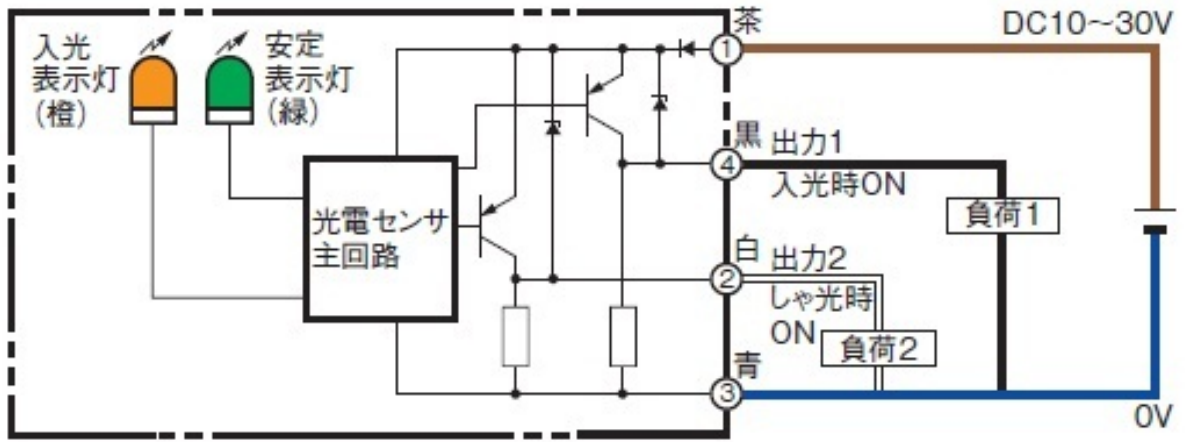 入光
表示灯
(橙)
安定
表示灯
(緑)
光電センサ
主回路
茶
①
DC10〜30V
黒
④
出力1
入光時ON
負荷1
白
②
出力2
しゃ光時
ON
負荷2
青
③
0V